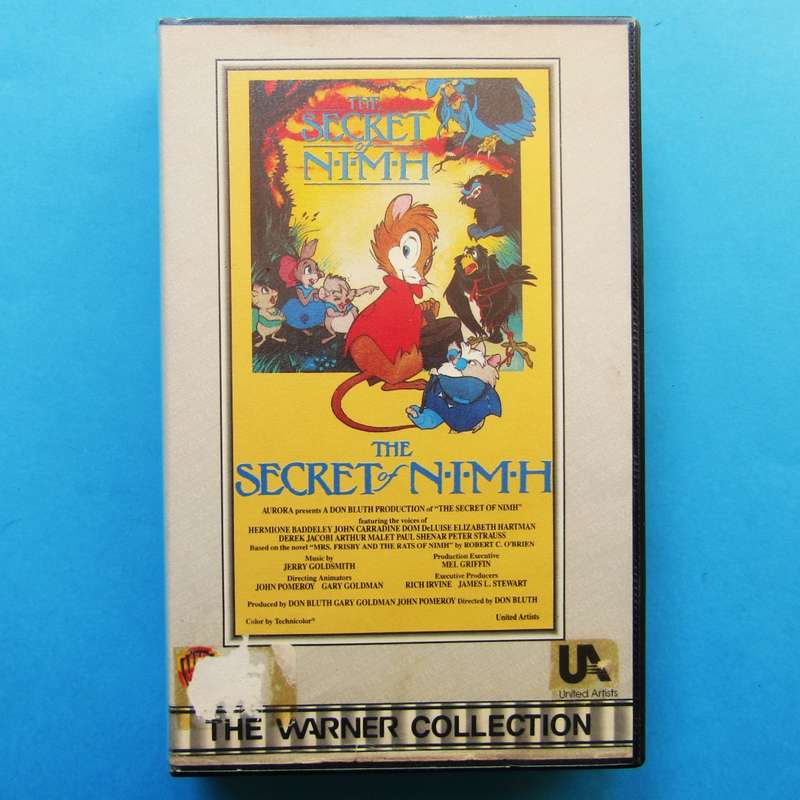 THE
SECRET
of
N·I·M·H
THE
SECRET of N·I·M·H
AURORA presents A DON BLUTH PRODUCTION of "THE SECRET OF NIMH"
featuring the voices of
HERMIONE BADDELEY JOHN CARRADINE DOM DeLUISE ELIZABETH HARTMAN
DEREK JACOBI ARTHUR MALET PAUL SHENAR PETER STRAUSS
Based on the novel "MRS. FRISBY AND THE RATS OF NIMH" by ROBERT C. O'BRIEN
Music by
JERRY GOLDSMITH
Production Executive
MEL GRIFFIN
Directing Animators
JOHN POMEROY GARY GOLDMAN
Executive Producers
RICH IRVINE JAMES L. STEWART
Produced by DON BLUTH GARY GOLDMAN JOHN POMEROY Directed by DON BLUTH
Color by Technicolor®
United Artists
UA
United Artists
THE WARNER COLLECTION